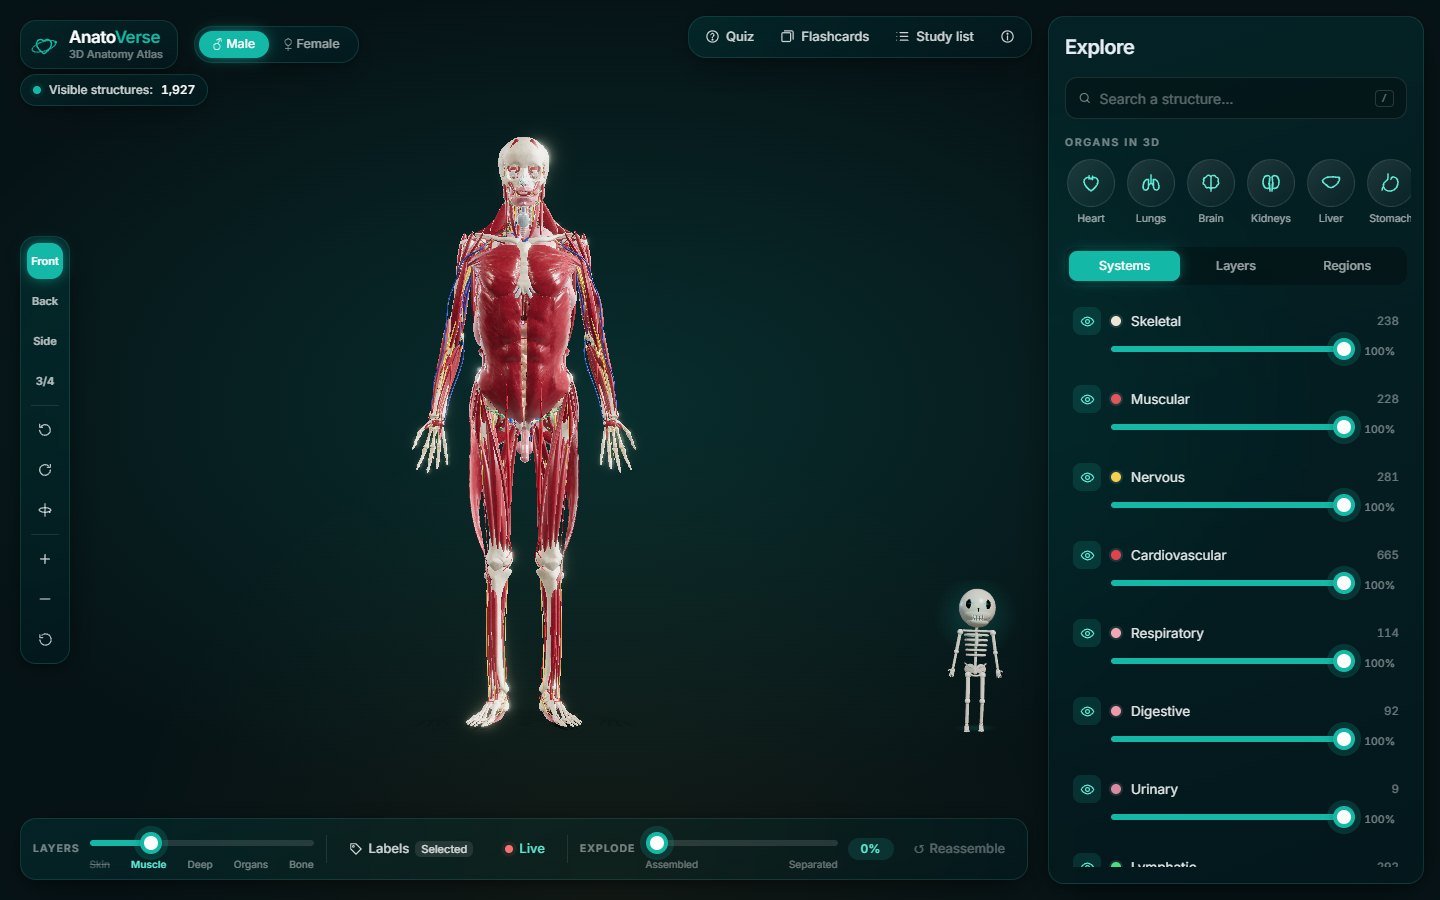 AnatoVerse
3D Anatomy Atlas
Male
Female
Visible structures: 1,927
Quiz
Flashcards
Study list
Front
Back
Side
3/4
Explore
Search a structure...
/
ORGANS IN 3D
Heart
Lungs
Brain
Kidneys
Liver
Stomach
Systems
Layers
Regions
Skeletal 238
100%
Muscular 228
100%
Nervous 281
100%
Cardiovascular 665
100%
Respiratory 114
100%
Digestive 92
100%
Urinary 9
100%
Lymphatic 292
LAYERS
Skin
Muscle
Deep
Organs
Bone
Labels Selected
Live
EXPLODE
Assembled
Separated
0%
Reassemble